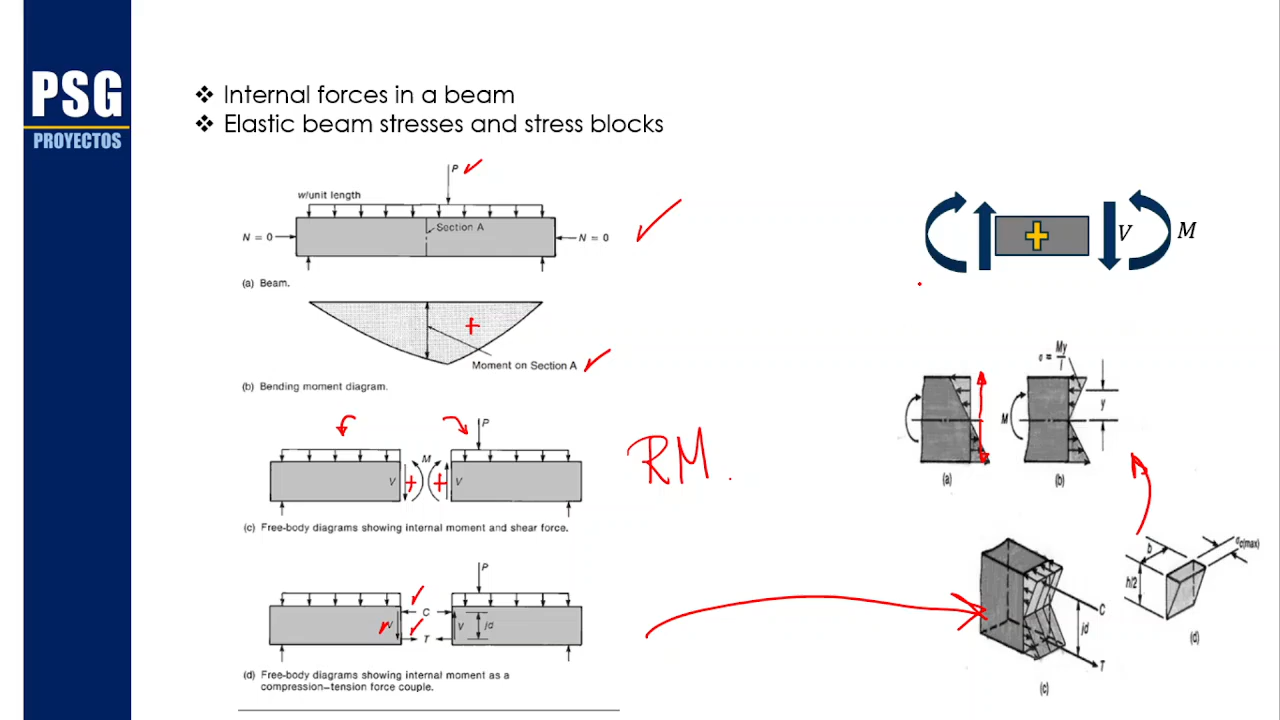 PSG
PROYECTOS
❖ Internal forces in a beam
❖ Elastic beam stresses and stress blocks
P
w/unit length
Section A
N = 0
N = 0
(a) Beam.
+
Moment on Section A
(b) Bending moment diagram.
P
M
V
+
+
V
(c) Free-body diagrams showing internal moment and shear force.
P
C
V
V
jd
T
(d) Free-body diagrams showing internal moment as a
compression–tension force couple.
RM.
V
M
σ = My/I
M
y
(a)
(b)
C
jd
T
(c)
b
σc(max)
h/2
(d)